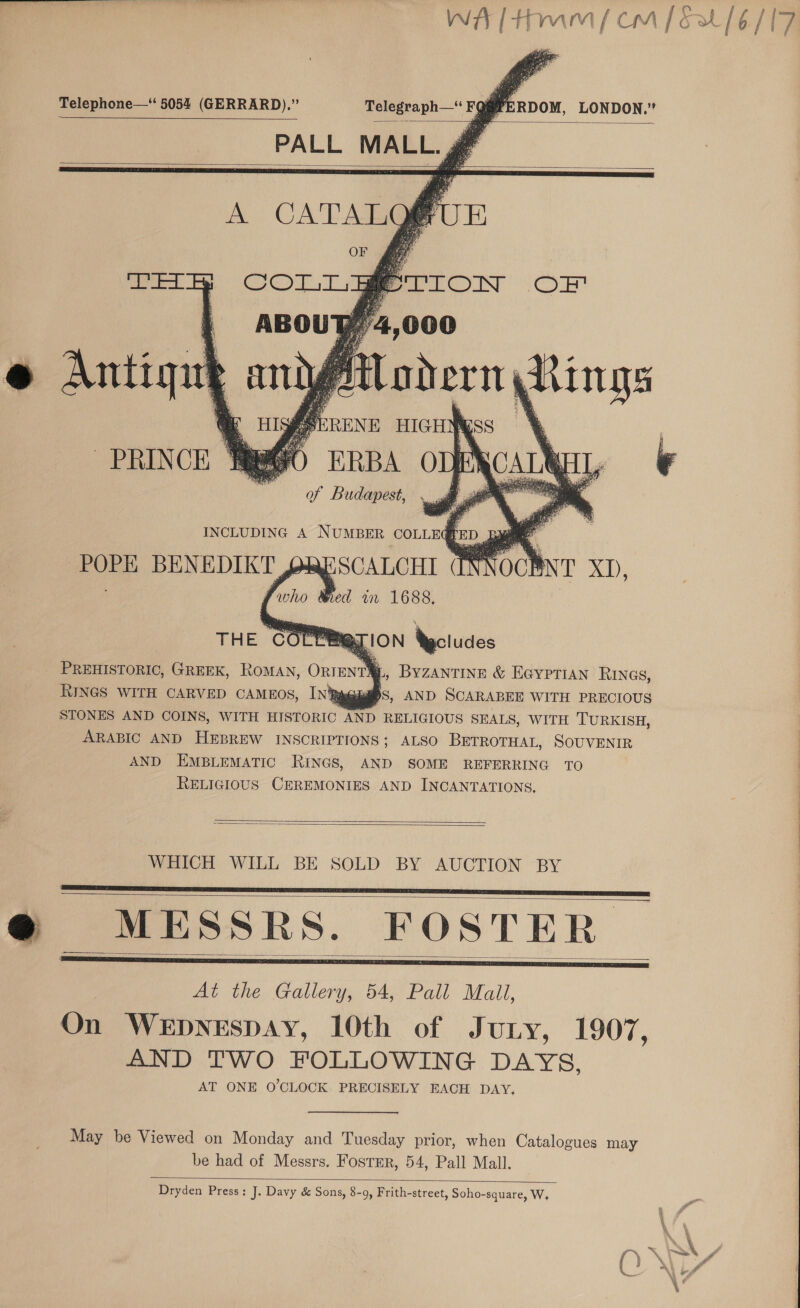 WA/HMM/CM/Sal/6/17
Telephone—“ 5054 (GERRARD).” Telegraph—“ FOSTERDOM, LONDON.”
PALL MALL.
A CATALOGUE
OF
THE COLLECTION OF
ABOUT 4,000
Antique and Modern Rings
OF HIS SERENE HIGHNESS
PRINCE HUGO ERBA ODESCALCHI,
of Budapest,
INCLUDING A NUMBER COLLECTED BY
POPE BENEDIKT ODESCALCHI (INNOCENT XI),
who died in 1688.
THE COLLECTION includes
PREHISTORIC, GREEK, ROMAN, ORIENTAL, BYZANTINE & EGYPTIAN RINGS,
RINGS WITH CARVED CAMEOS, INTAGLIOS, AND SCARABEE WITH PRECIOUS
STONES AND COINS, WITH HISTORIC AND RELIGIOUS SEALS, WITH TURKISH,
ARABIC AND HEBREW INSCRIPTIONS; ALSO BETROTHAL, SOUVENIR
AND EMBLEMATIC RINGS, AND SOME REFERRING TO
RELIGIOUS CEREMONIES AND INCANTATIONS.
WHICH WILL BE SOLD BY AUCTION BY
MESSRS. FOSTER
At the Gallery, 54, Pall Mall,
On WEDNESDAY, 10th of JULY, 1907,
AND TWO FOLLOWING DAYS,
AT ONE O'CLOCK PRECISELY EACH DAY.
May be Viewed on Monday and Tuesday prior, when Catalogues may
be had of Messrs. FOSTER, 54, Pall Mall.
Dryden Press: J. Davy & Sons, 8-9, Frith-street, Soho-square, W.